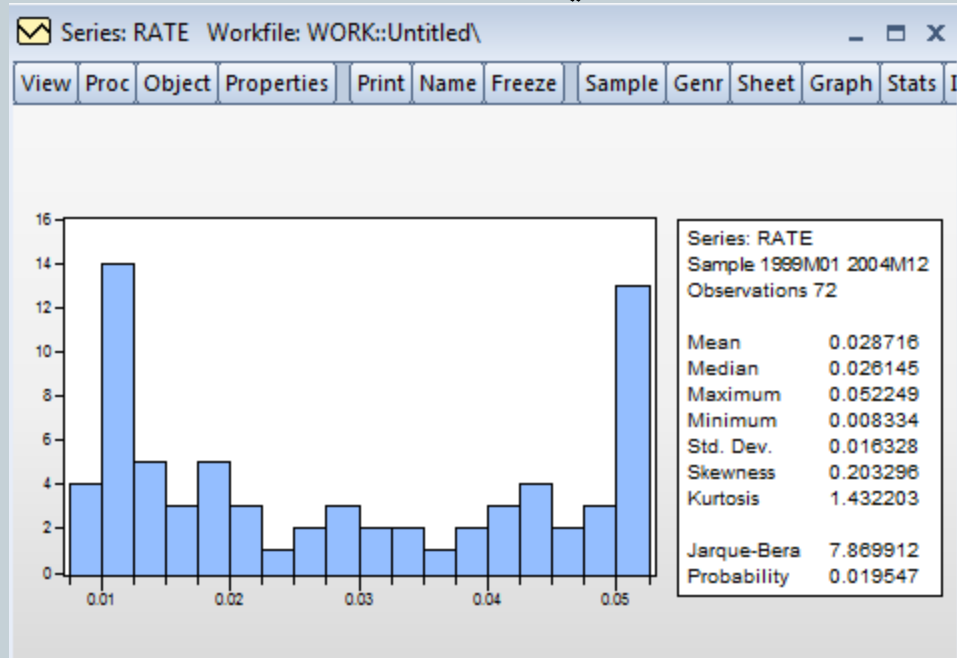 Series: RATE Workfile: WORK::Untitled\
View Proc Object Properties Print Name Freeze Sample Genr Sheet Graph Stats I
16
14
12
10
8
6
4
2
0
0.01 0.02 0.03 0.04 0.05
Series: RATE
Sample 1999M01 2004M12
Observations 72
Mean 0.028716
Median 0.026145
Maximum 0.052249
Minimum 0.008334
Std. Dev. 0.016328
Skewness 0.203296
Kurtosis 1.432203
Jarque-Bera 7.869912
Probability 0.019547